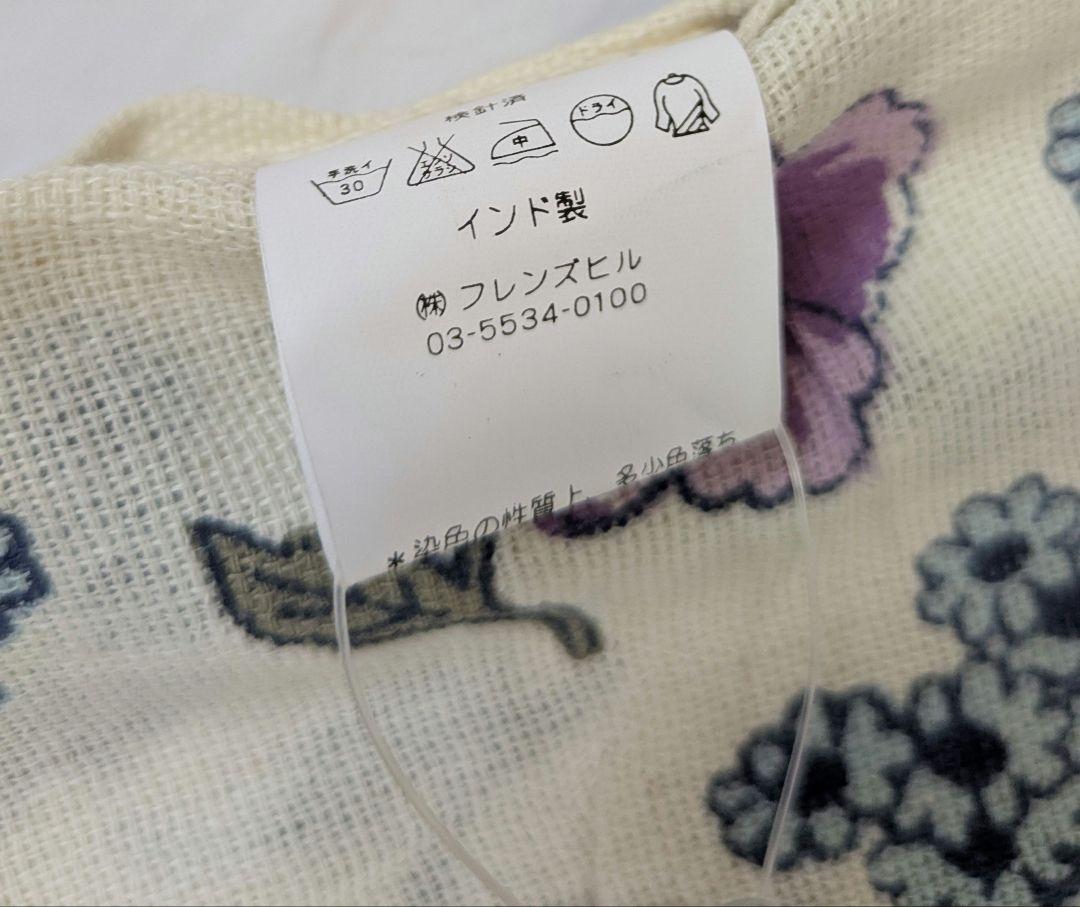 検針済
手洗イ 30 エンソ サラシ 中 ドライ
インド製
㈱フレンズヒル
03-5534-0100
*染色の性質上、多少色落ち